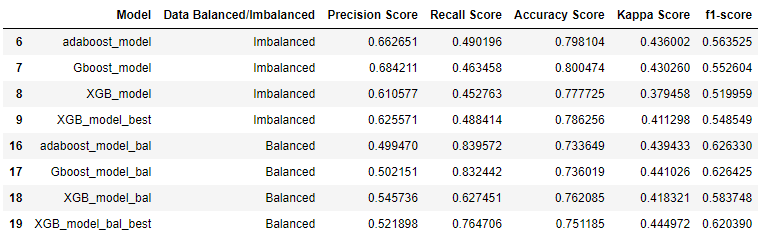 Model Data Balanced/Imbalanced Precision Score Recall Score Accuracy Score Kappa Score f1-score
6 adaboost_model Imbalanced 0.662651 0.490196 0.798104 0.436002 0.563525
7 Gboost_model Imbalanced 0.684211 0.463458 0.800474 0.430260 0.552604
8 XGB_model Imbalanced 0.610577 0.452763 0.777725 0.379458 0.519959
9 XGB_model_best Imbalanced 0.625571 0.488414 0.786256 0.411298 0.548549
16 adaboost_model_bal Balanced 0.499470 0.839572 0.733649 0.439433 0.626330
17 Gboost_model_bal Balanced 0.502151 0.832442 0.736019 0.441026 0.626425
18 XGB_model_bal Balanced 0.545736 0.627451 0.762085 0.418321 0.583748
19 XGB_model_bal_best Balanced 0.521898 0.764706 0.751185 0.444972 0.620390